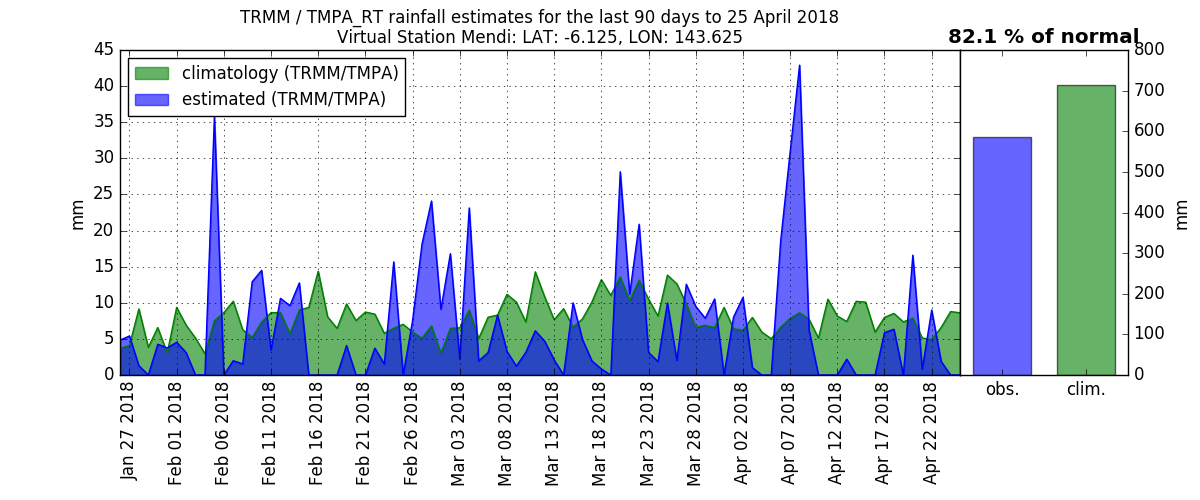 TRMM / TMPA_RT rainfall estimates for the last 90 days to 25 April 2018
Virtual Station Mendi: LAT: -6.125, LON: 143.625
82.1 % of normal
climatology (TRMM/TMPA)
estimated (TRMM/TMPA)
45
40
35
30
25
20
15
10
5
0
mm
800
700
600
500
400
300
200
100
0
mm
Jan 27 2018
Feb 01 2018
Feb 06 2018
Feb 11 2018
Feb 16 2018
Feb 21 2018
Feb 26 2018
Mar 03 2018
Mar 08 2018
Mar 13 2018
Mar 18 2018
Mar 23 2018
Mar 28 2018
Apr 02 2018
Apr 07 2018
Apr 12 2018
Apr 17 2018
Apr 22 2018
obs.
clim.